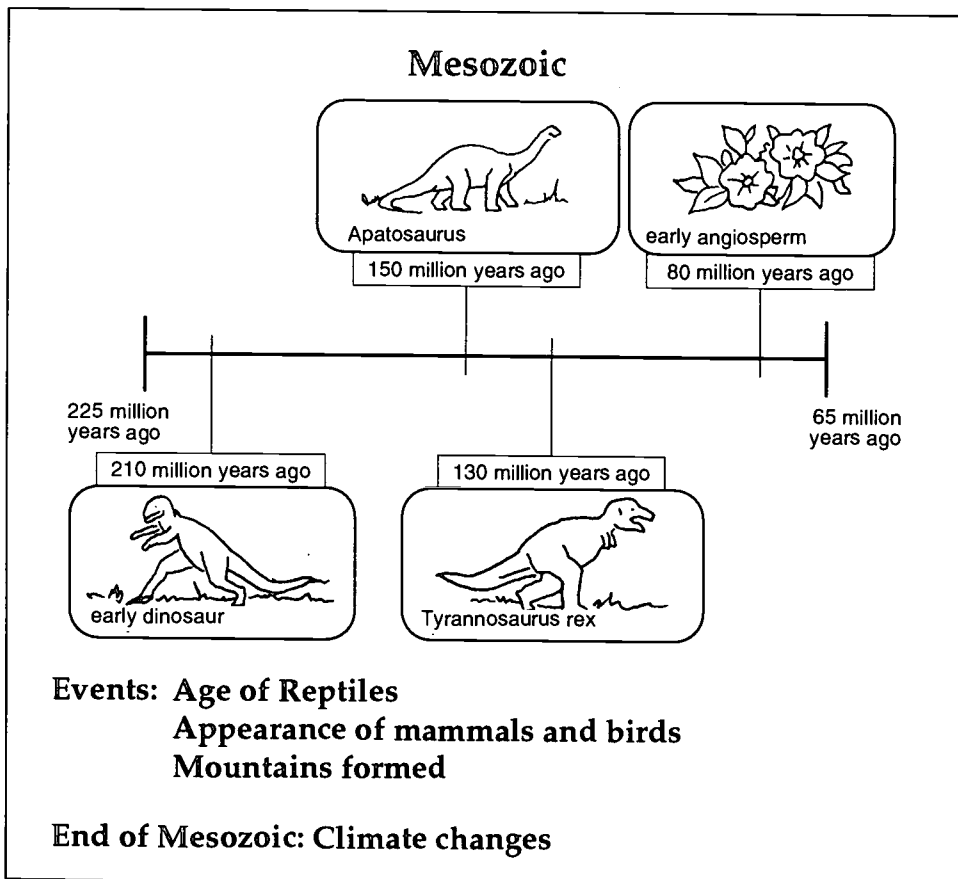 Mesozoic
Apatosaurus
150 million years ago
early angiosperm
80 million years ago
225 million
years ago
65 million
years ago
210 million years ago
early dinosaur
130 million years ago
Tyrannosaurus rex
Events: Age of Reptiles
Appearance of mammals and birds
Mountains formed
End of Mesozoic: Climate changes